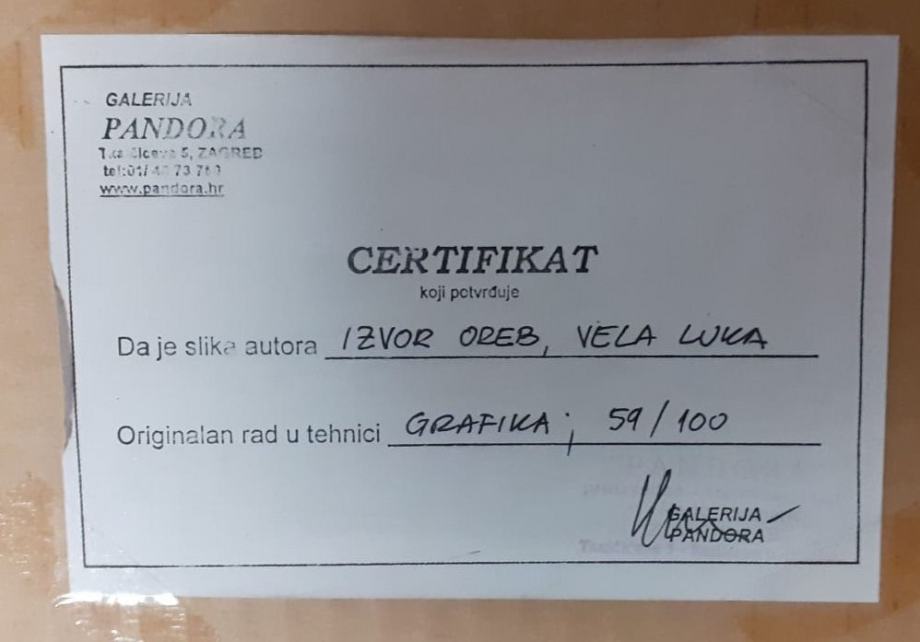 GALERIJA
PANDORA
5, ZAGREB
www.pandora.hr
CERTIFIKAT
koji potvrđuje
Da je slika autora IZVOR OREB, VELA LUKA
Originalan rad u tehnici GRAFIKA; 59/100
GALERIJA
PANDORA